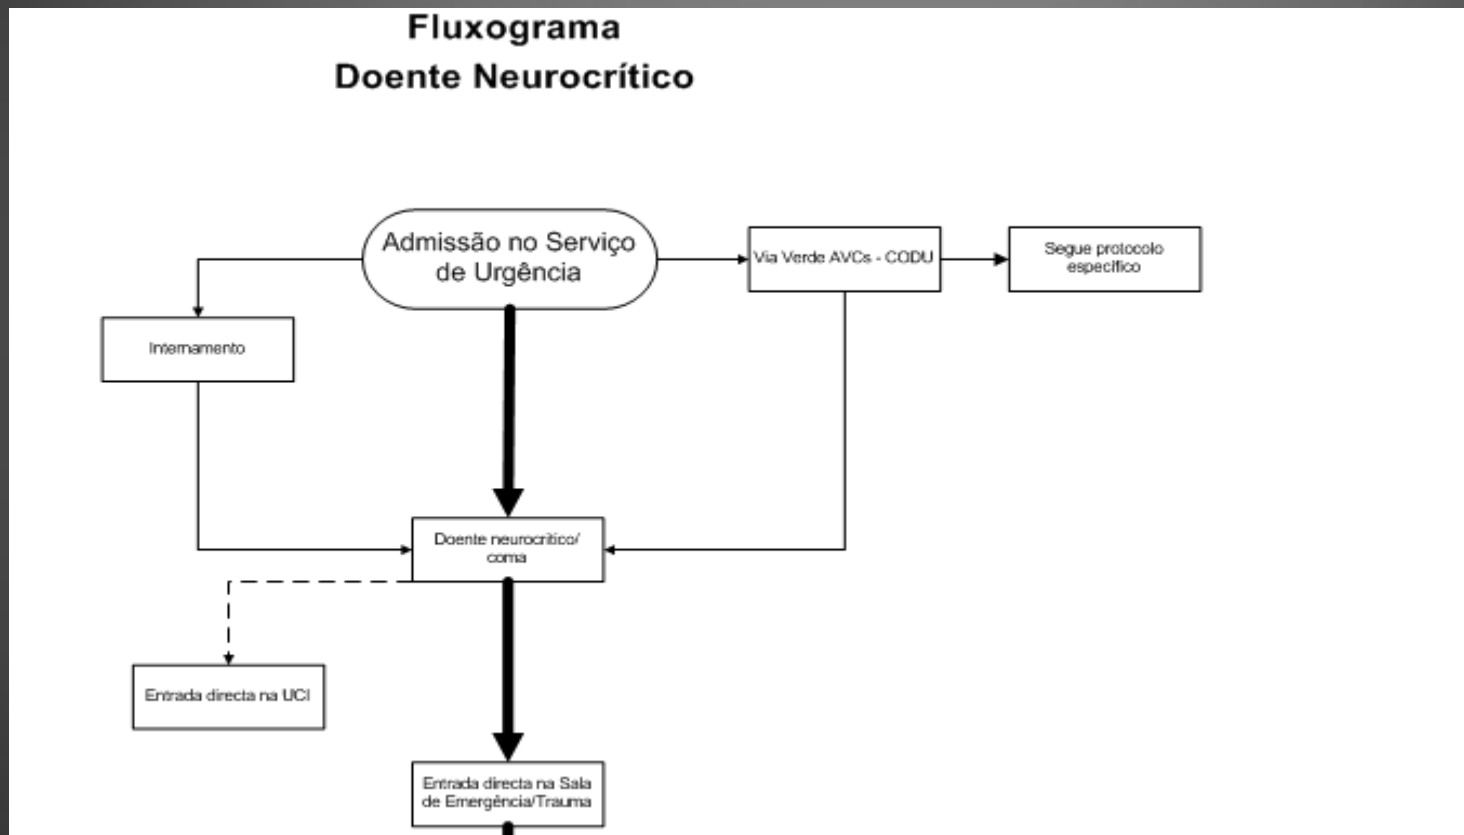 Fluxograma
Doente Neurocrítico
Admissão no Serviço
de Urgência
Via Verde AVCs - CODU
Segue protocolo
específico
Internamento
Doente neurocritico/
coma
Entrada directa na UCI
Entrada directa na Sala
de Emergência/Trauma